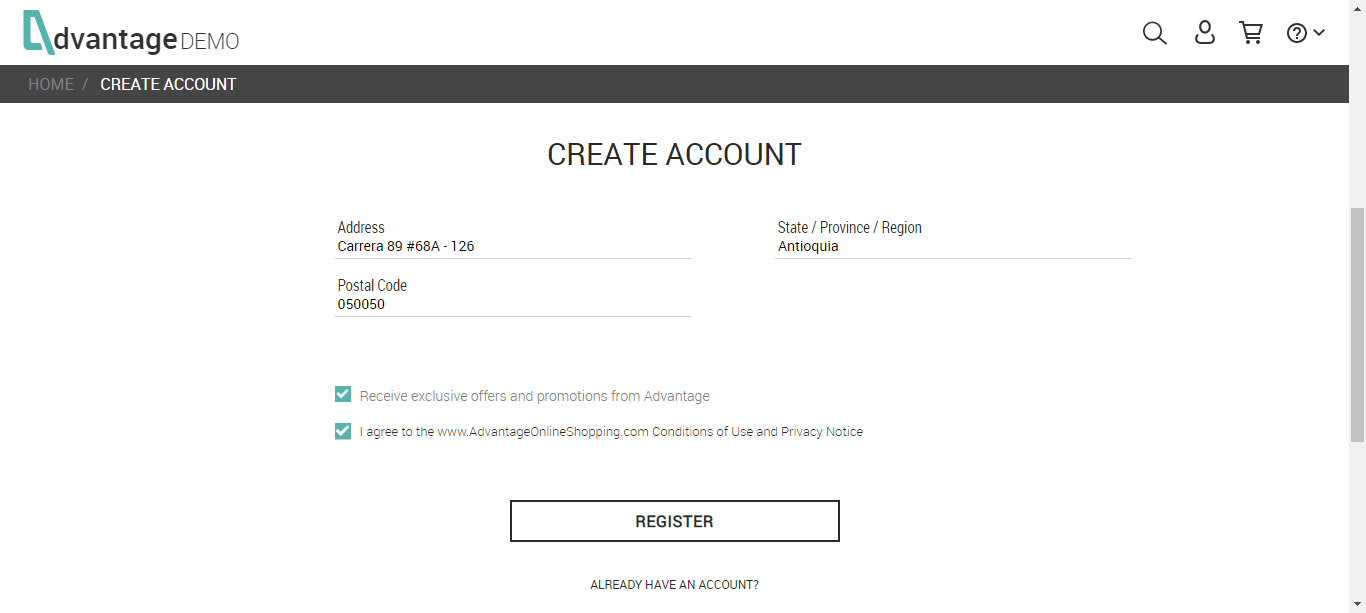 dvantage DEMO
HOME / CREATE ACCOUNT
CREATE ACCOUNT
Address
Carrera 89 #68A - 126
State / Province / Region
Antioquia
Postal Code
050050
Receive exclusive offers and promotions from Advantage
I agree to the www.AdvantageOnlineShopping.com Conditions of Use and Privacy Notice
REGISTER
ALREADY HAVE AN ACCOUNT?